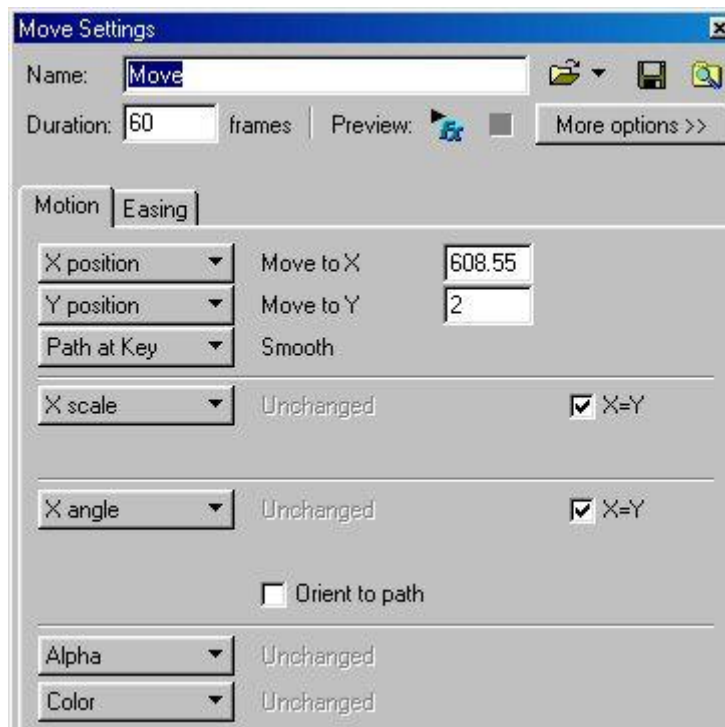 Move Settings
Name: Move
Duration: 60 frames Preview: fx More options >>
Motion Easing
X position Move to X 608.55
Y position Move to Y 2
Path at Key Smooth
X scale Unchanged X=Y
X angle Unchanged X=Y
Orient to path
Alpha Unchanged
Color Unchanged